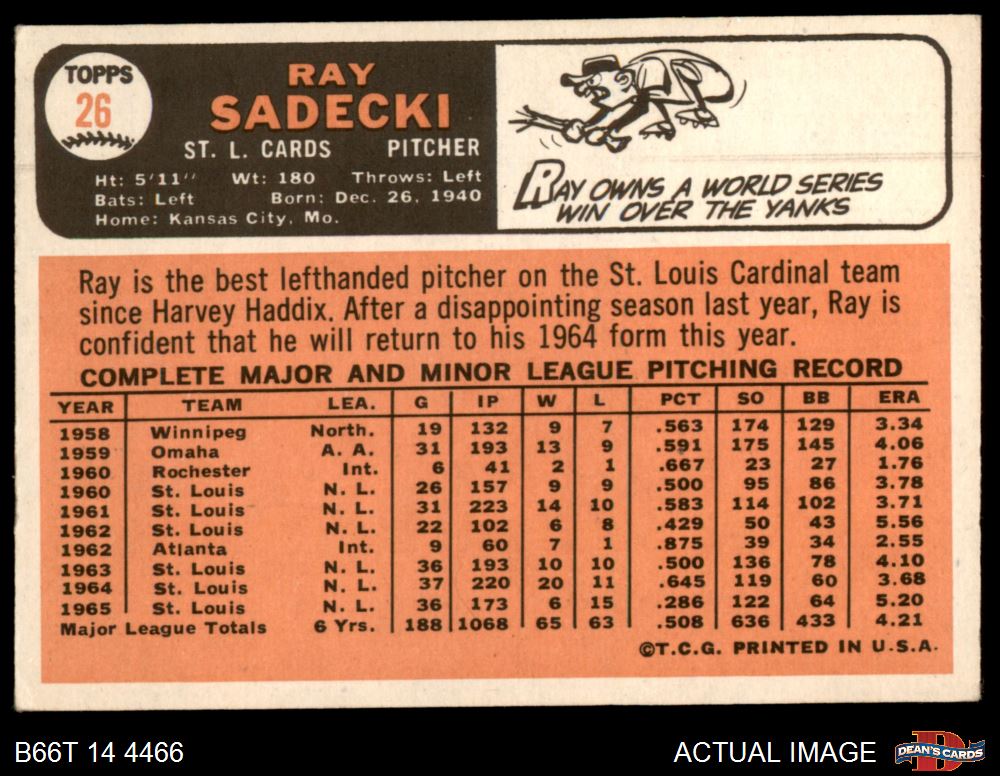 TOPPS
26
RAY
SADECKI
ST. L. CARDS PITCHER
Ht: 5'11" Wt: 180 Throws: Left
Bats: Left Born: Dec. 26, 1940
Home: Kansas City, Mo.
RAY OWNS A WORLD SERIES
WIN OVER THE YANKS
Ray is the best lefthanded pitcher on the St. Louis Cardinal team
since Harvey Haddix. After a disappointing season last year, Ray is
confident that he will return to his 1964 form this year.
COMPLETE MAJOR AND MINOR LEAGUE PITCHING RECORD
YEAR TEAM LEA. G IP W L PCT SO BB ERA
1958 Winnipeg North. 19 132 9 7 .563 174 129 3.34
1959 Omaha A. A. 31 193 13 9 .591 175 145 4.06
1960 Rochester Int. 6 41 2 1 .667 23 27 1.76
1960 St. Louis N. L. 26 157 9 9 .500 95 86 3.78
1961 St. Louis N. L. 31 223 14 10 .583 114 102 3.71
1962 St. Louis N. L. 22 102 6 8 .429 50 43 5.56
1962 Atlanta Int. 9 60 7 1 .875 39 34 2.55
1963 St. Louis N. L. 36 193 10 10 .500 136 78 4.10
1964 St. Louis N. L. 37 220 20 11 .645 119 60 3.68
1965 St. Louis N. L. 36 173 6 15 .286 122 64 5.20
Major League Totals 6 Yrs. 188 1068 65 63 .508 636 433 4.21
©T.C.G. PRINTED IN U.S.A.
B66T 14 4466
ACTUAL IMAGE
DEAN'S CARDS